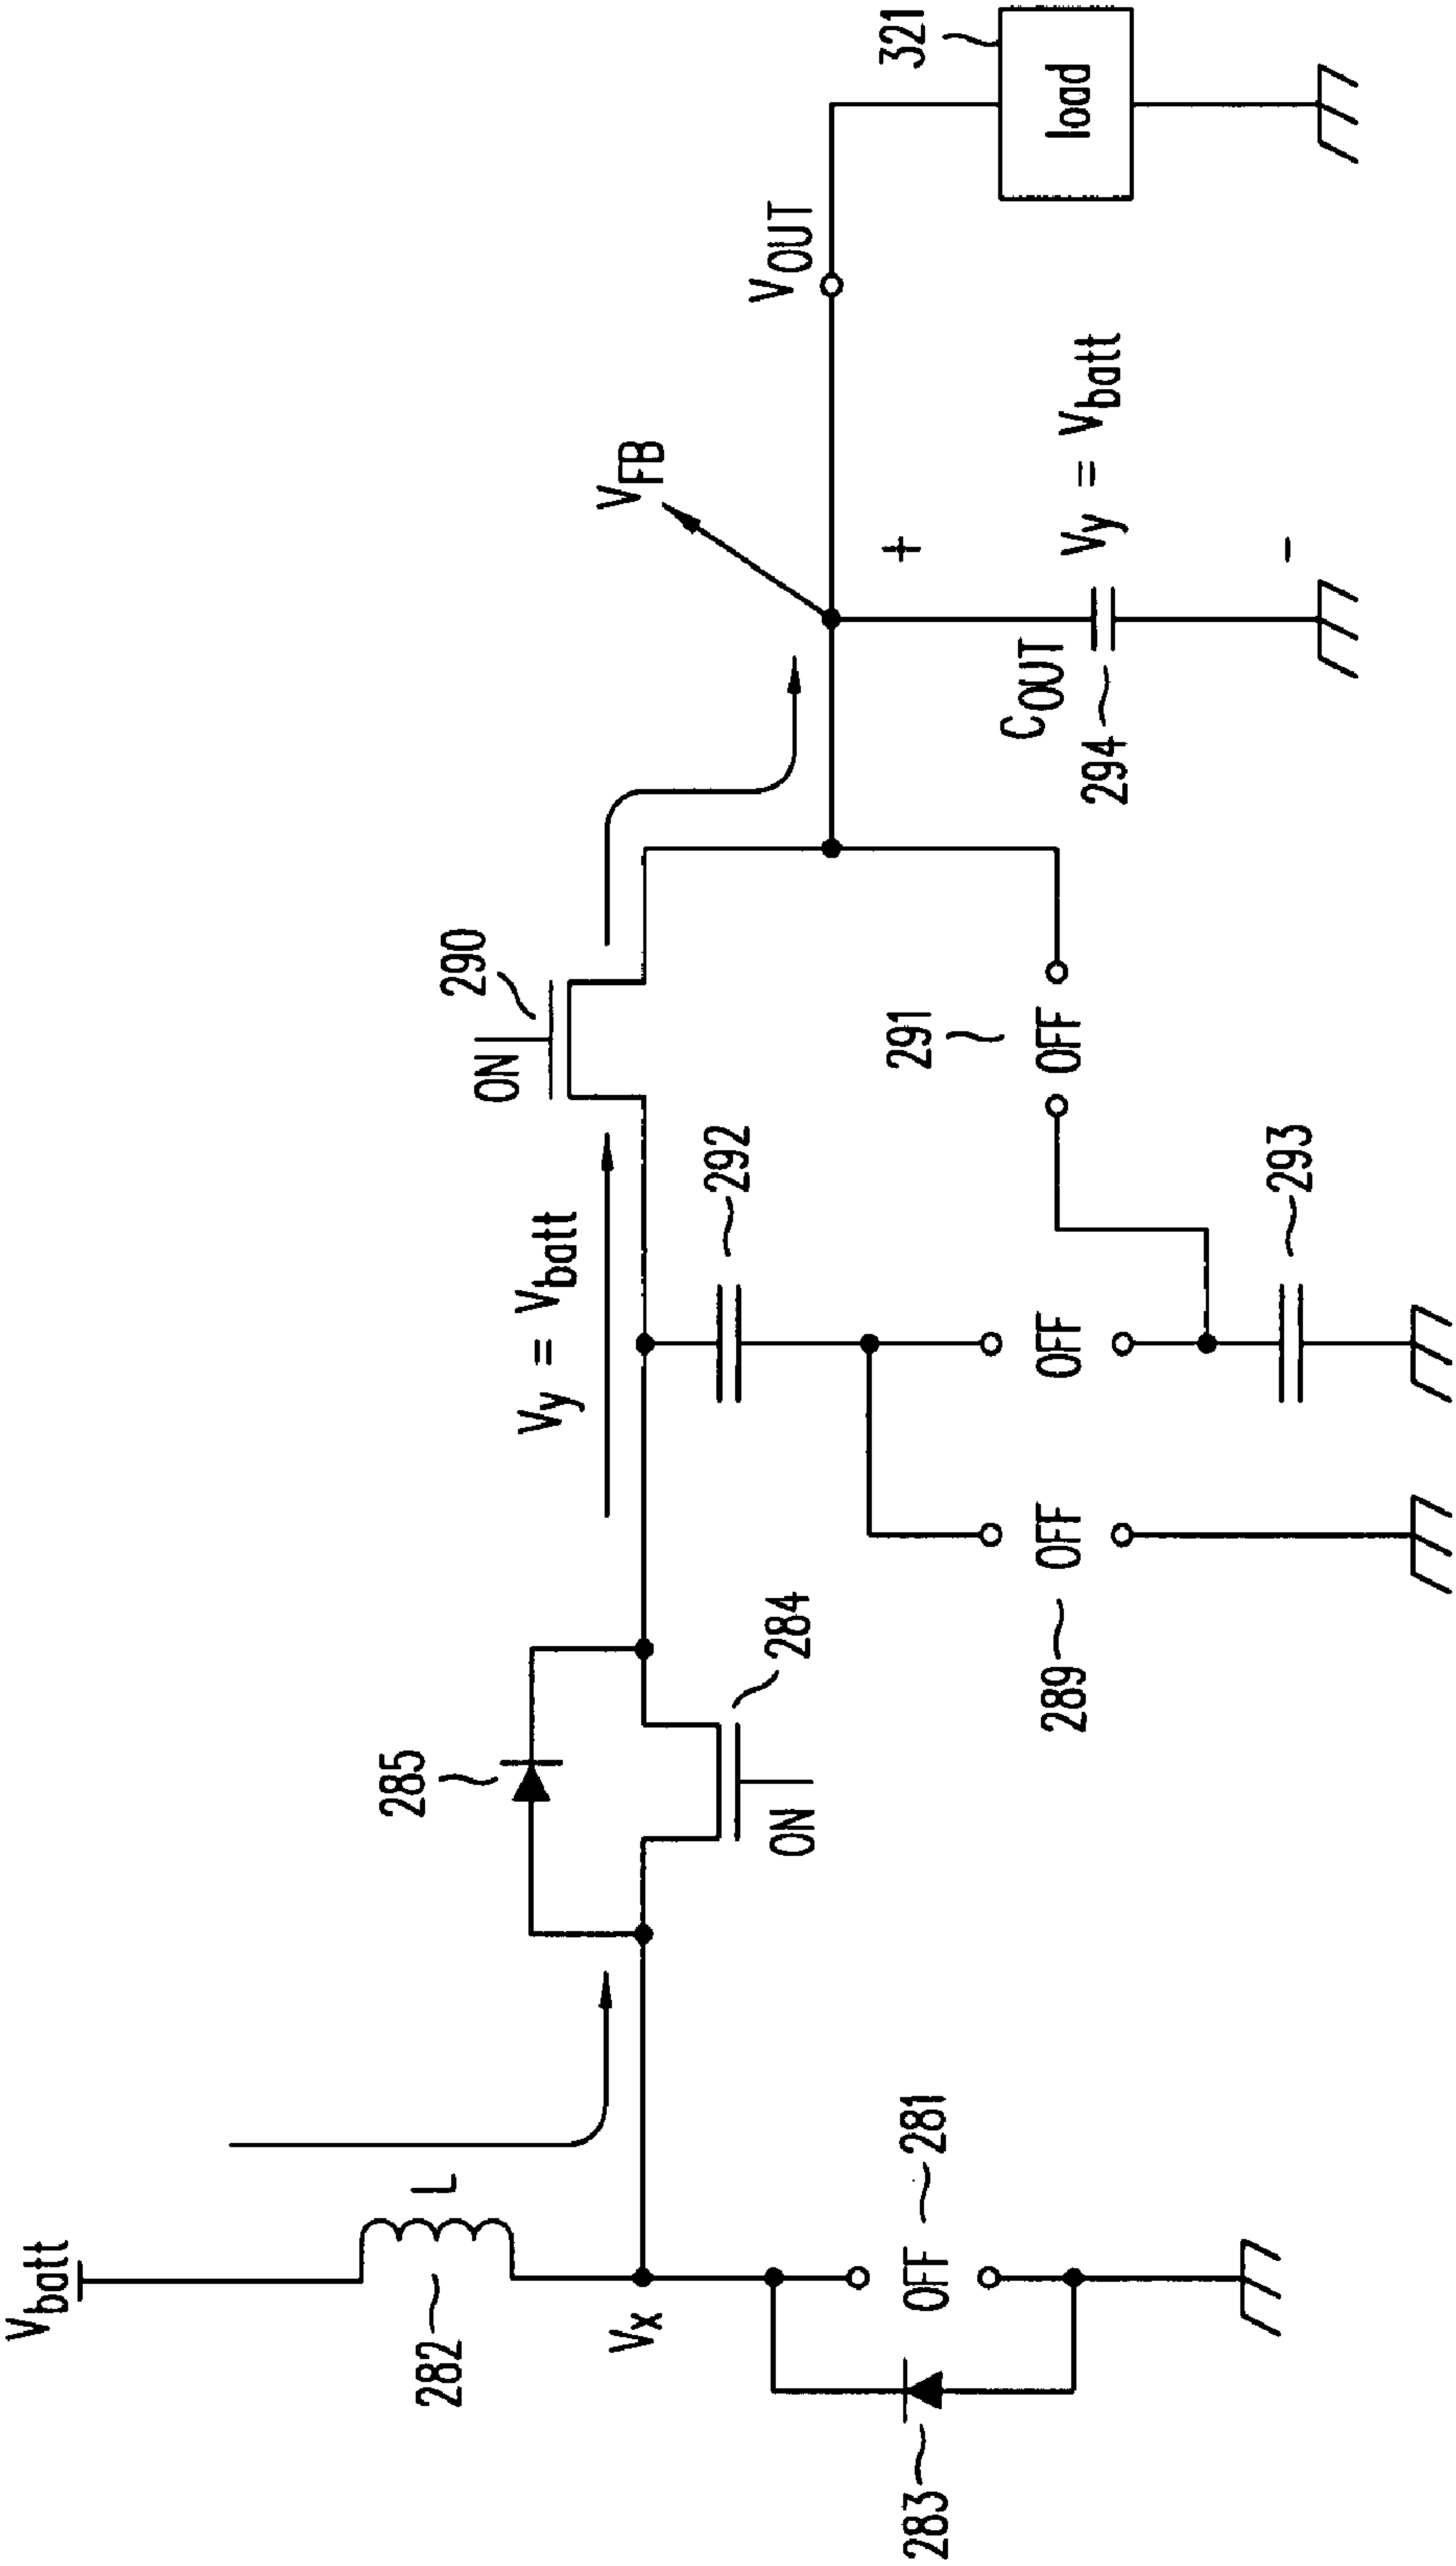 V_batt
282
L
V_x
283
OFF
281
285
284
ON
V_y = V_batt
289
OFF
OFF
292
293
ON
290
291
OFF
V_FB
C_OUT
294
+
V_y = V_batt
-
V_OUT
321
load